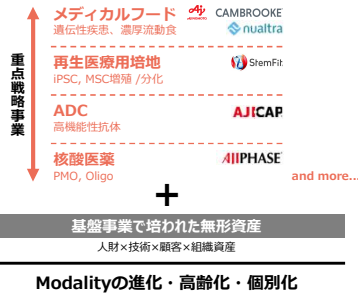 重点戦略事業
メディカルフード
遺伝性疾患、濃厚流動食
AJINOMOTO
CAMBROOKE
nualtra
再生医療用培地
iPSC, MSC増殖 /分化
StemFit
ADC
高機能性抗体
AJICAP
核酸医薬
PMO, Oligo
AJIPHASE
and more...
+
基盤事業で培われた無形資産
人財×技術×顧客×組織資産
Modalityの進化・高齢化・個別化